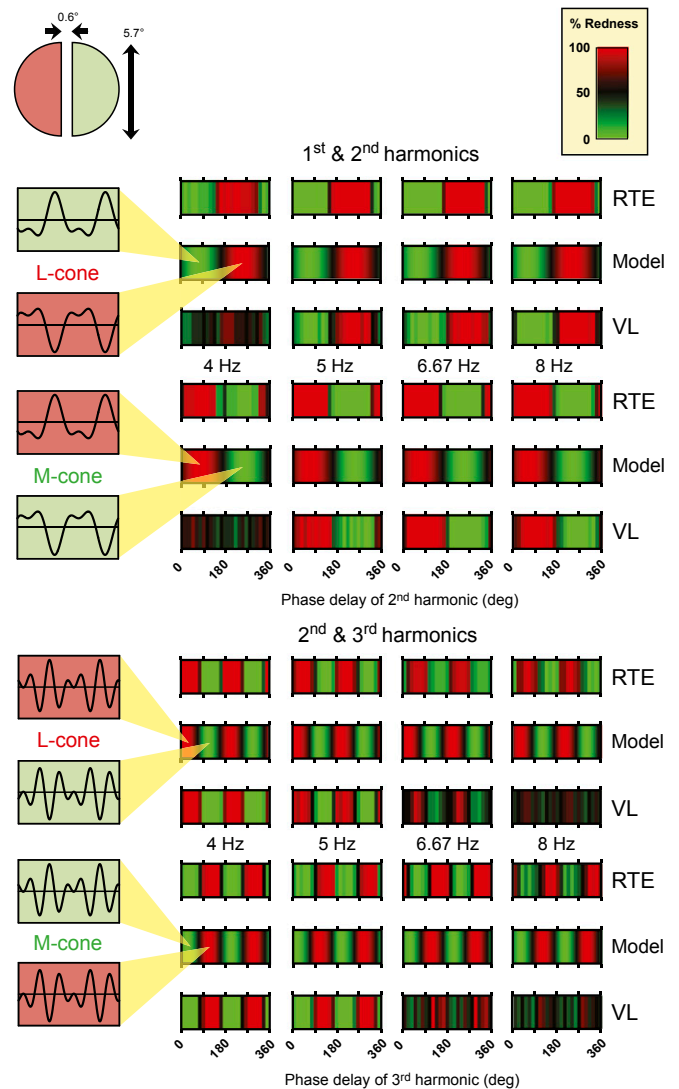 0.6°
5.7°
% Redness
100
50
0
1st & 2nd harmonics
RTE
L-cone
Model
VL
4 Hz 5 Hz 6.67 Hz 8 Hz
RTE
M-cone
Model
VL
0 180 360 0 180 360 0 180 360 0 180 360
Phase delay of 2nd harmonic (deg)
2nd & 3rd harmonics
RTE
L-cone
Model
VL
4 Hz 5 Hz 6.67 Hz 8 Hz
RTE
M-cone
Model
VL
0 180 360 0 180 360 0 180 360 0 180 360
Phase delay of 3rd harmonic (deg)